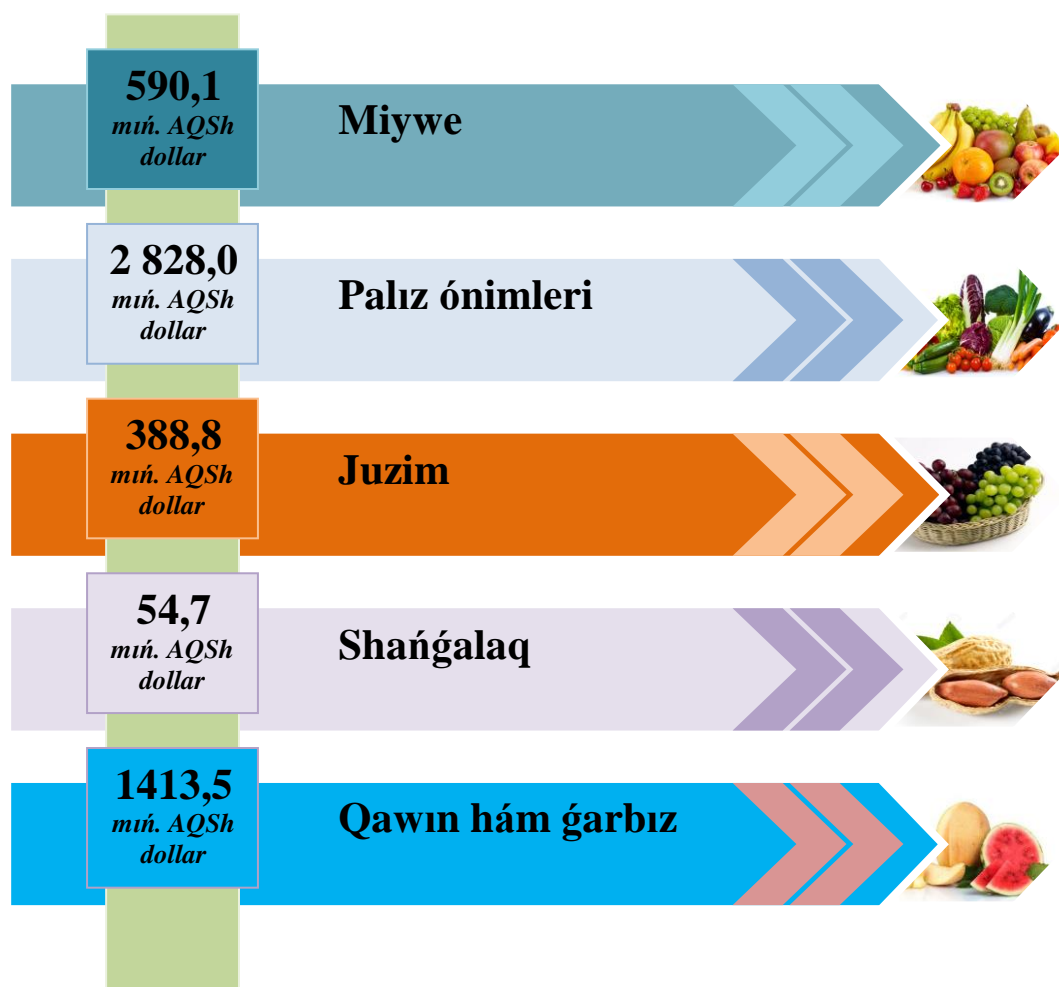 590,1
mıń. AQSh
dollar
Miywe
2 828,0
mıń. AQSh
dollar
Palız ónimleri
388,8
mıń. AQSh
dollar
Juzim
54,7
mıń. AQSh
dollar
Shańǵalaq
1413,5
mıń. AQSh
dollar
Qawın hám ǵarbız